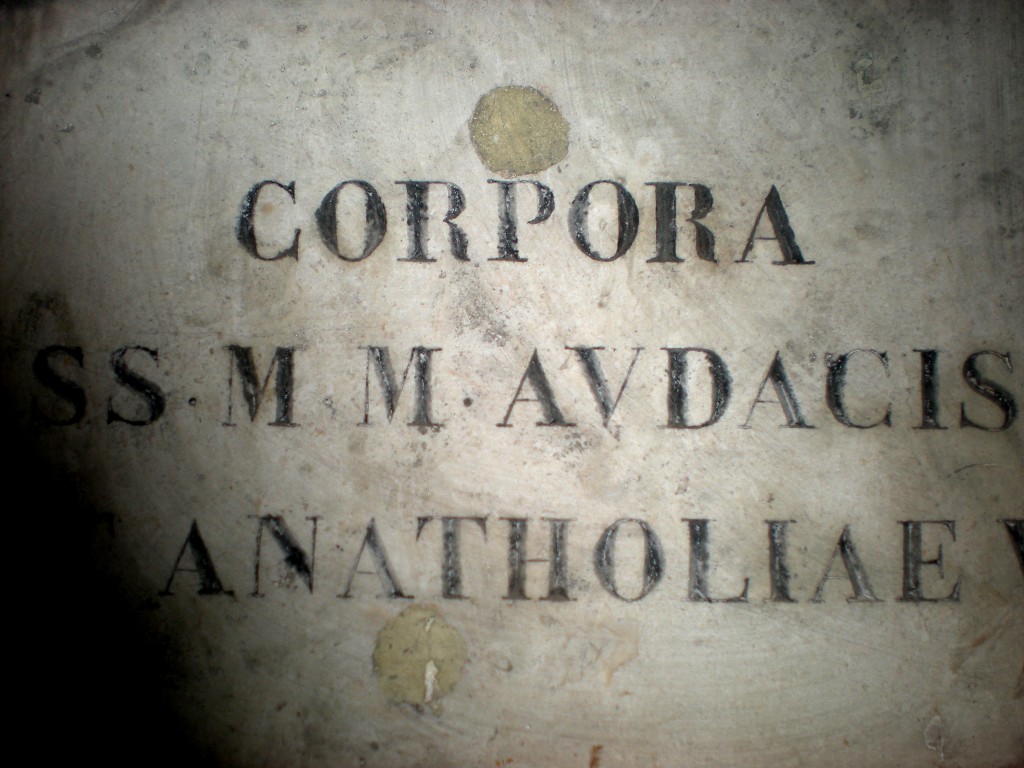 CORPORA
SS · M M · AVDACIS
ANATHOLIAE